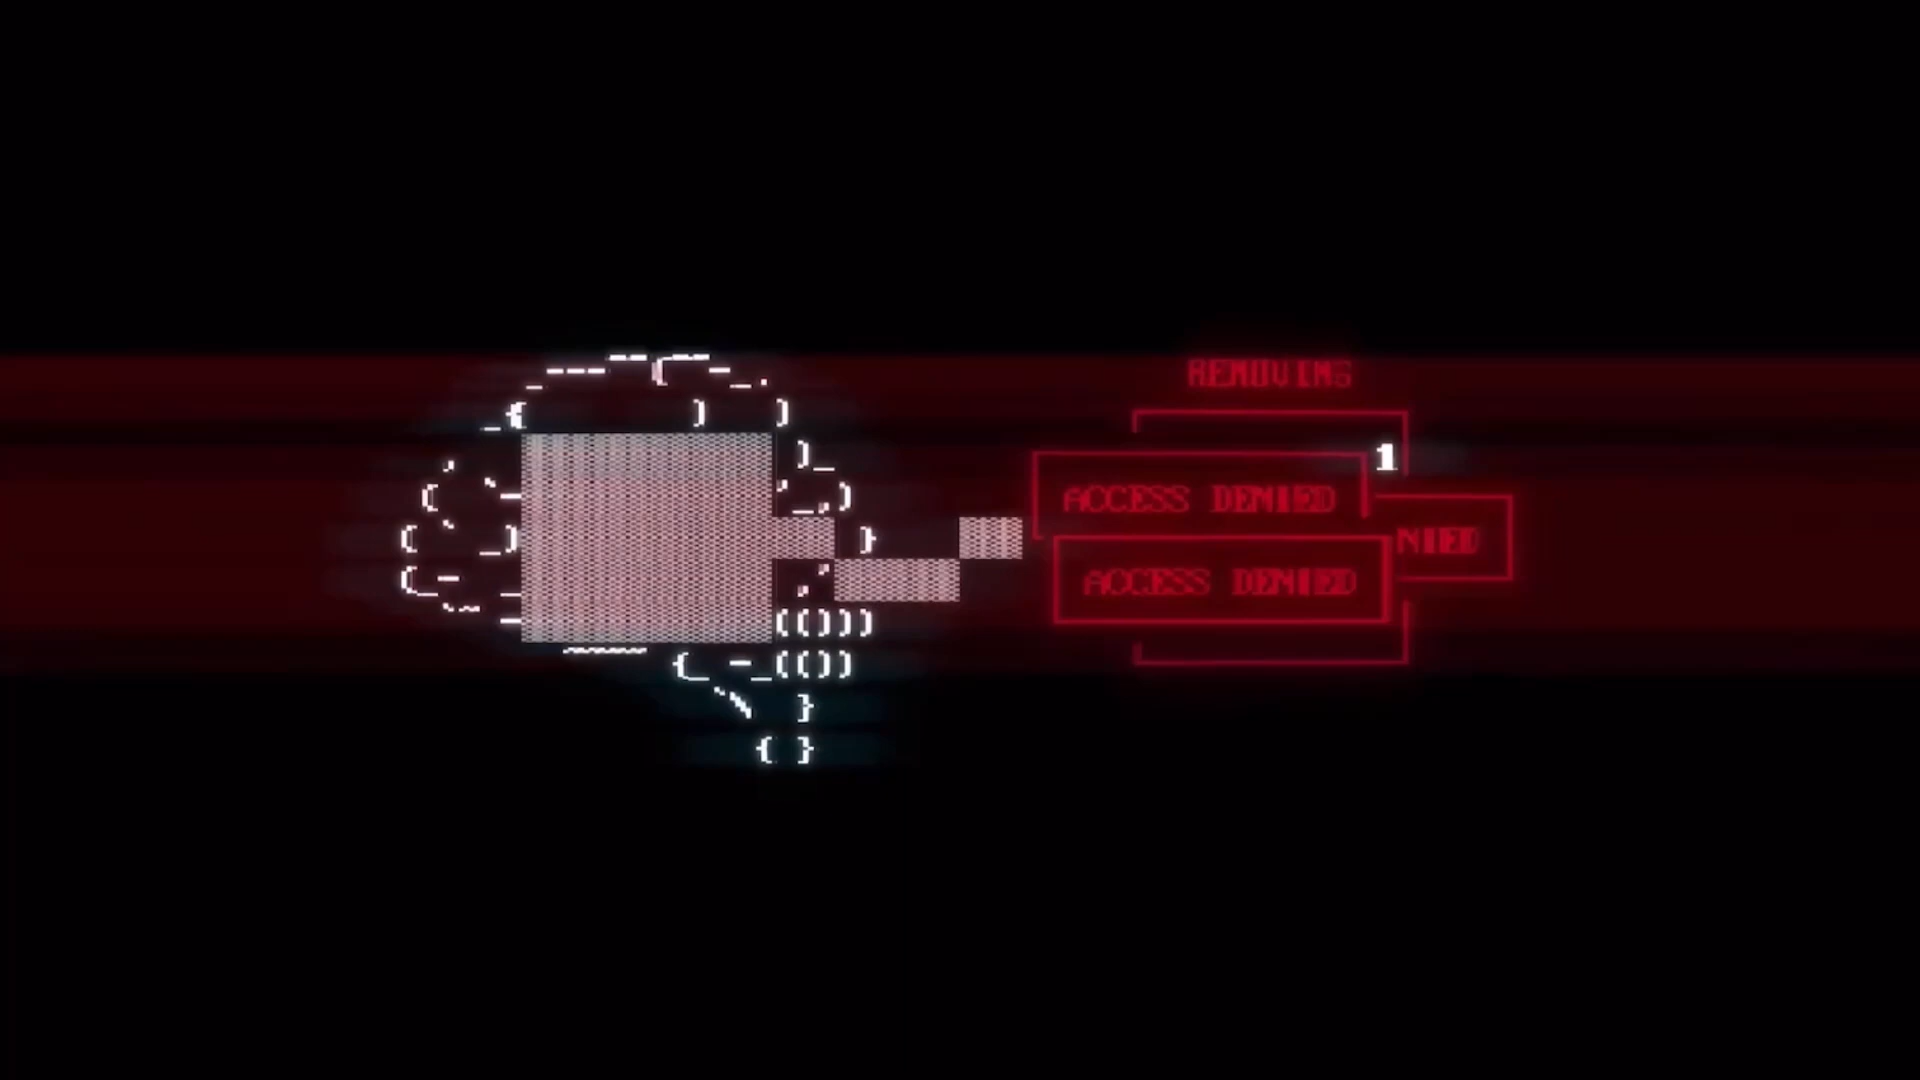 REMOVING
1
ACCESS DENIED
NIED
ACCESS DENIED